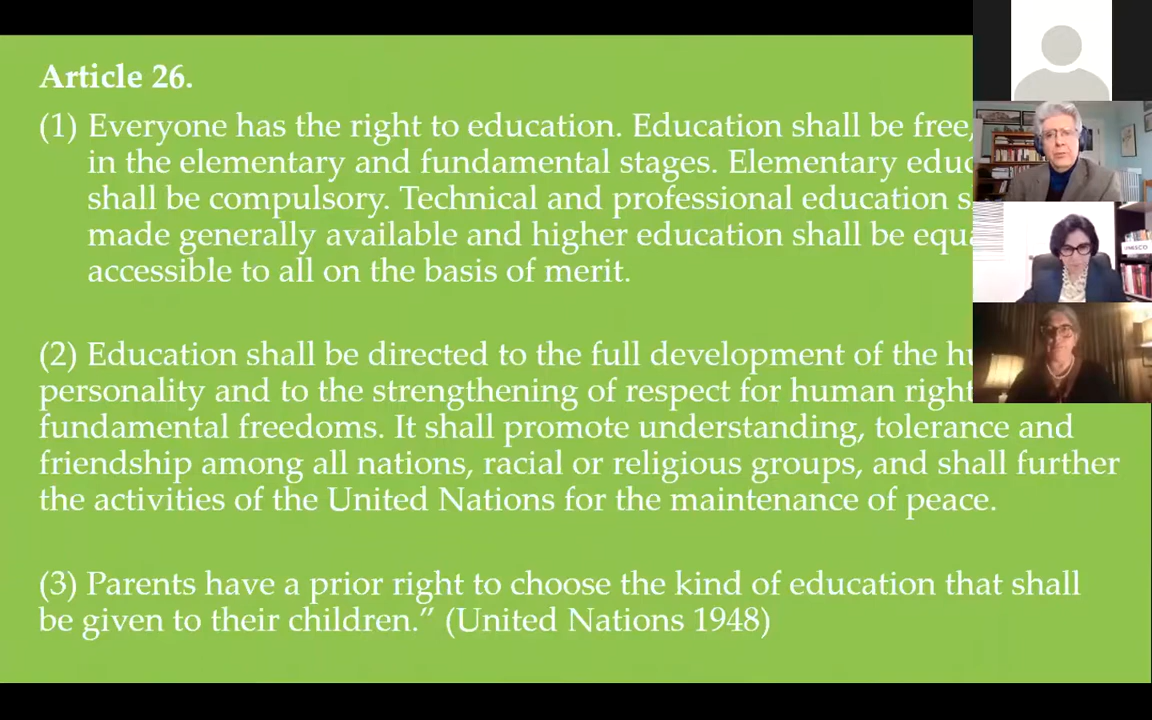 Article 26.
(1) Everyone has the right to education. Education shall be free,
in the elementary and fundamental stages. Elementary educ
shall be compulsory. Technical and professional education s
made generally available and higher education shall be equa
accessible to all on the basis of merit.
(2) Education shall be directed to the full development of the hu
personality and to the strengthening of respect for human right
fundamental freedoms. It shall promote understanding, tolerance and
friendship among all nations, racial or religious groups, and shall further
the activities of the United Nations for the maintenance of peace.
(3) Parents have a prior right to choose the kind of education that shall
be given to their children.” (United Nations 1948)